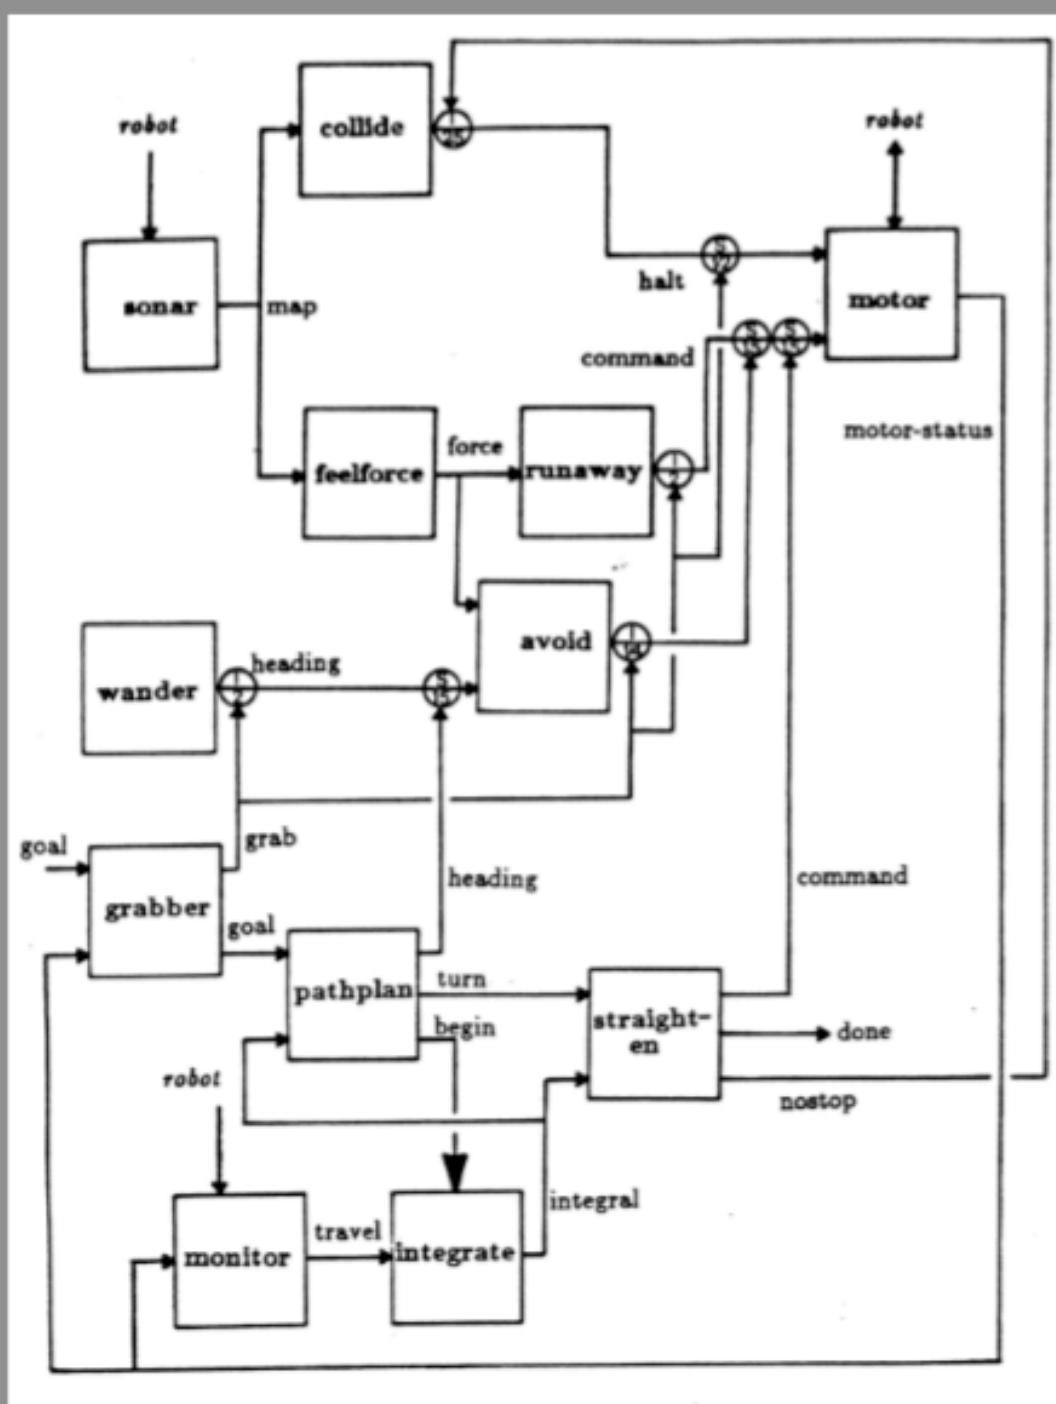 robot
collide
I
25
robot
sonar
map
halt
S
motor
command
S
S
motor-status
feelforce
force
runaway
I
wander
I
heading
S
avoid
I
goal
grabber
grab
goal
heading
command
pathplan
turn
begin
straight-
en
done
nostop
robot
monitor
travel
integrate
integral